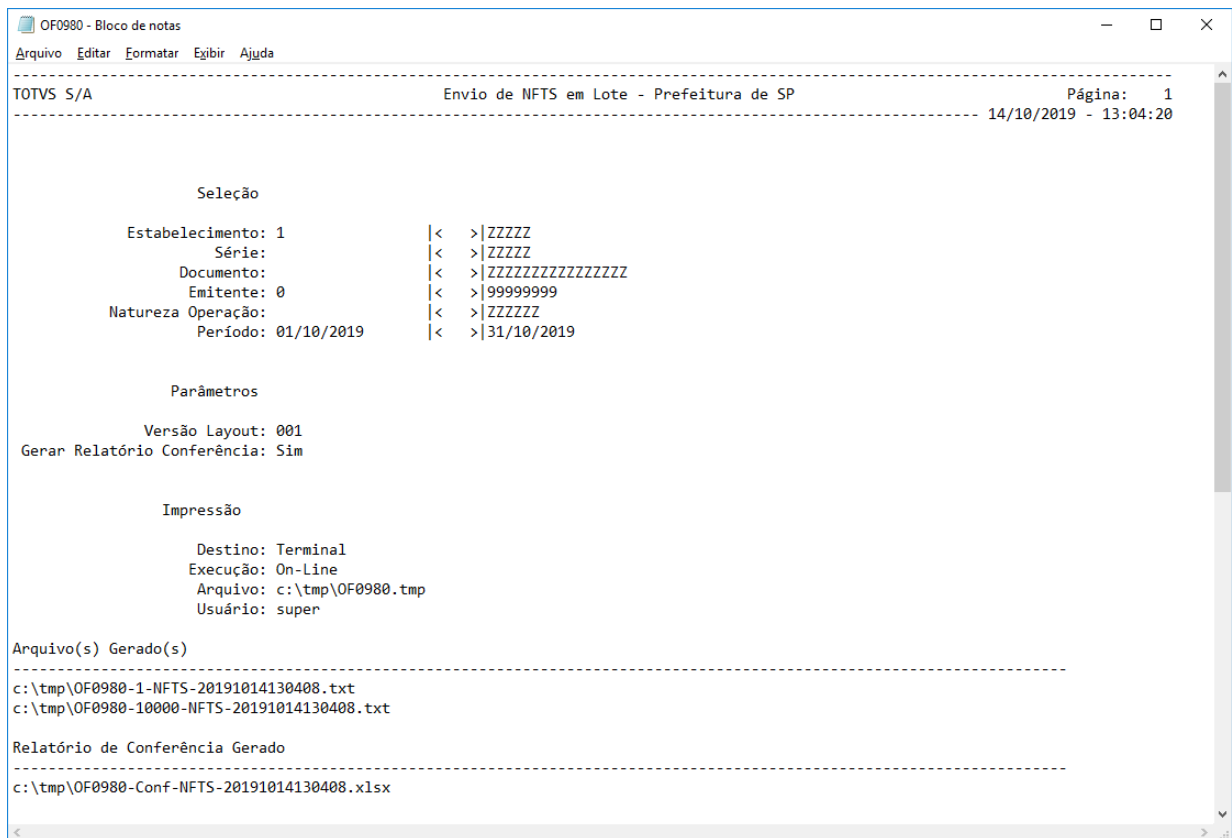 OF0980 - Bloco de notas
Arquivo Editar Formatar Exibir Ajuda
------------------------------------------------------------------------------------------------------------------------------------
TOTVS S/A Envio de NFTS em Lote - Prefeitura de SP Página: 1
-------------------------------------------------------------------------------------------------------------- 14/10/2019 - 13:04:20
Seleção
Estabelecimento: 1 |< >|ZZZZZ
Série: |< >|ZZZZZ
Documento: |< >|ZZZZZZZZZZZZZZZZ
Emitente: 0 |< >|99999999
Natureza Operação: |< >|ZZZZZZ
Período: 01/10/2019 |< >|31/10/2019
Parâmetros
Versão Layout: 001
Gerar Relatório Conferência: Sim
Impressão
Destino: Terminal
Execução: On-Line
Arquivo: c:\tmp\OF0980.tmp
Usuário: super
Arquivo(s) Gerado(s)
------------------------------------------------------------------------------------------------------------------------
c:\tmp\OF0980-1-NFTS-20191014130408.txt
c:\tmp\OF0980-10000-NFTS-20191014130408.txt
Relatório de Conferência Gerado
------------------------------------------------------------------------------------------------------------------------
c:\tmp\OF0980-Conf-NFTS-20191014130408.xlsx